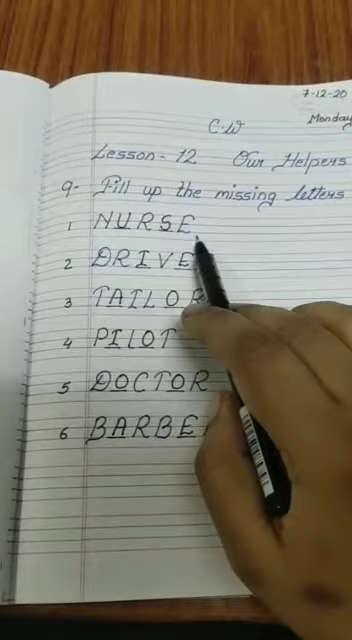 7-12-20
C.W
Monday
Lesson - 12 Our Helpers
Q- Fill up the missing letters
1 NURSE
2 DRIVE
3 TAILOR
4 PILOT
5 DOCTOR
6 BARBE